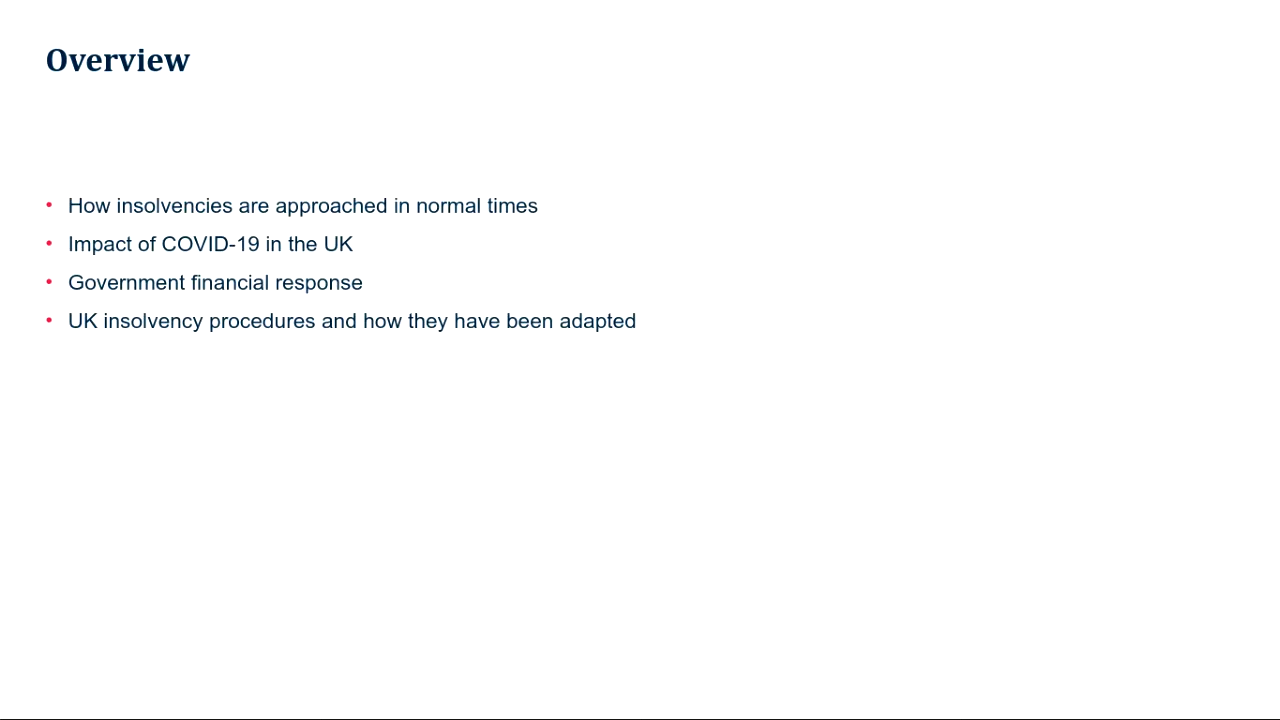 Overview
• How insolvencies are approached in normal times
• Impact of COVID-19 in the UK
• Government financial response
• UK insolvency procedures and how they have been adapted